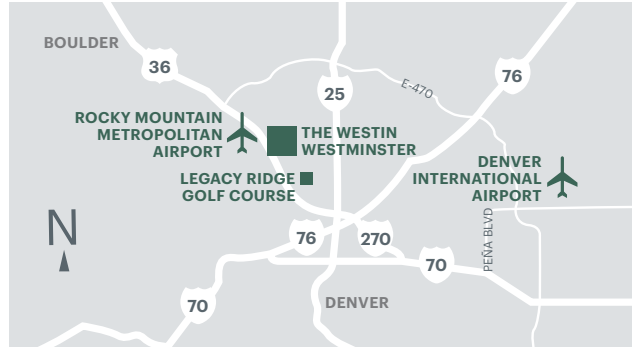 BOULDER
36
76
25
E-470
ROCKY MOUNTAIN
METROPOLITAN
AIRPORT
THE WESTIN
WESTMINSTER
DENVER
INTERNATIONAL
AIRPORT
LEGACY RIDGE
GOLF COURSE
N
PEÑA BLVD
76
270
70
70
DENVER